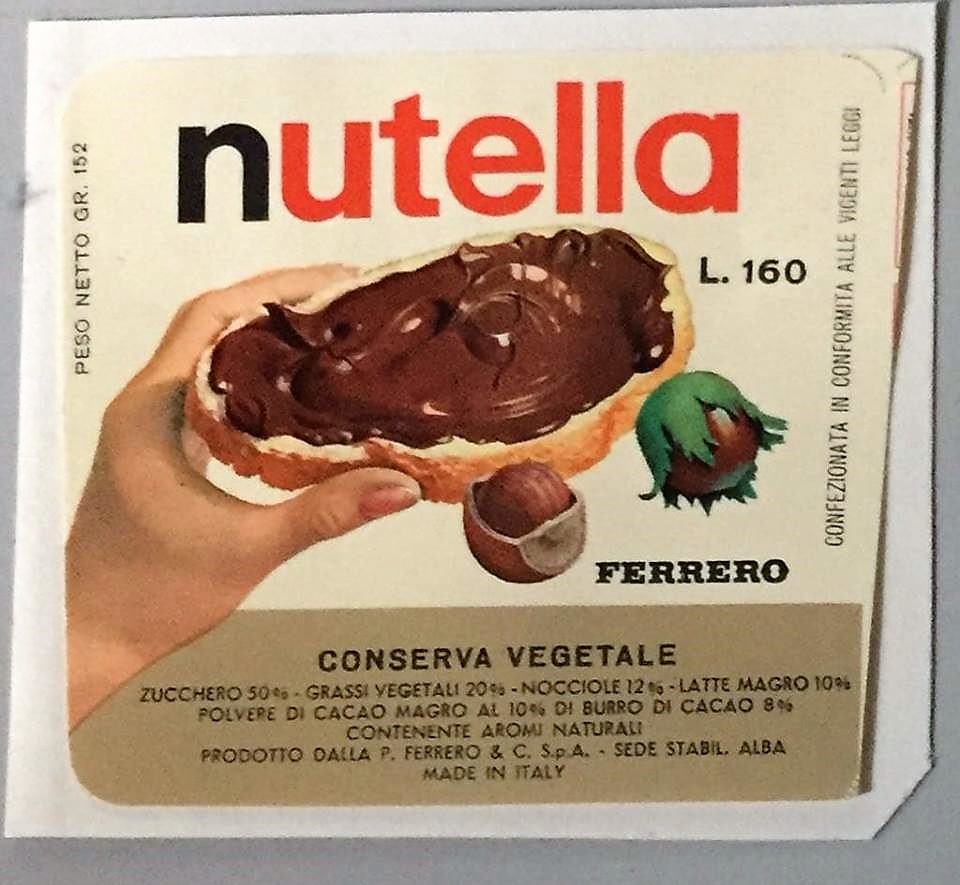 nutella
PESO NETTO GR. 152
L. 160
CONFEZIONATA IN CONFORMITA ALLE VIGENTI LEGGI
FERRERO
CONSERVA VEGETALE
ZUCCHERO 50% - GRASSI VEGETALI 20% - NOCCIOLE 12% - LATTE MAGRO 10%
POLVERE DI CACAO MAGRO AL 10% DI BURRO DI CACAO 8%
CONTENENTE AROMI NATURALI
PRODOTTO DALLA P. FERRERO & C. S.p.A. - SEDE STABIL. ALBA
MADE IN ITALY